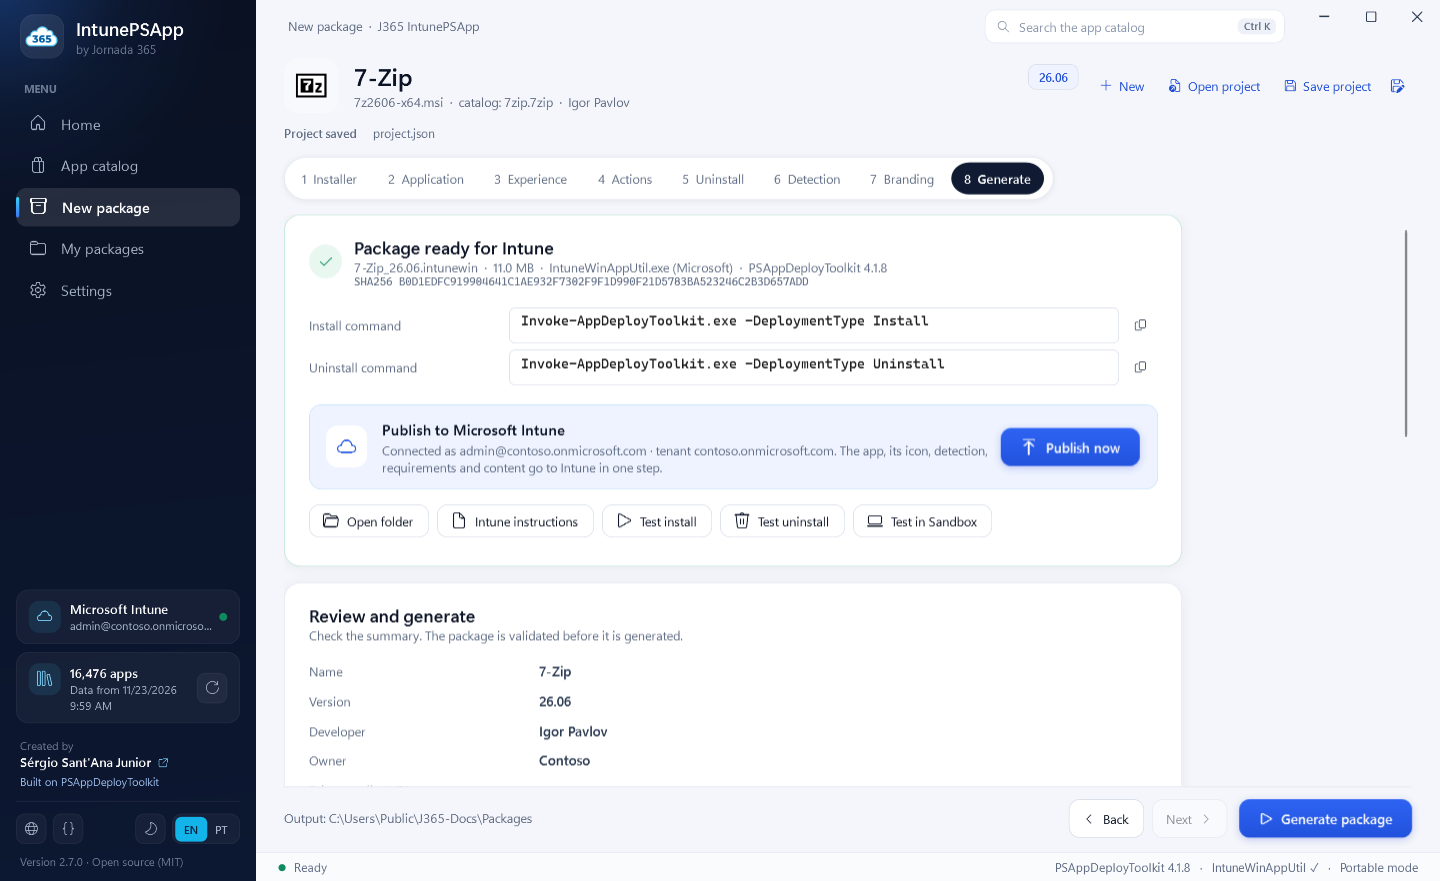 365
IntunePSApp
by Jornada 365
MENU
Home
App catalog
New package
My packages
Settings
Microsoft Intune
admin@contoso.onmicroso...
16,476 apps
Data from 11/23/2026
9:59 AM
Created by
Sérgio Sant'Ana Junior
Built on PSAppDeployToolkit
{}
EN
PT
Version 2.7.0 · Open source (MIT)
New package · J365 IntunePSApp
Search the app catalog
Ctrl K
7z
7-Zip
7z2606-x64.msi · catalog: 7zip.7zip · Igor Pavlov
26.06
New
Open project
Save project
Project saved project.json
1 Installer
2 Application
3 Experience
4 Actions
5 Uninstall
6 Detection
7 Branding
8 Generate
Package ready for Intune
7-Zip_26.06.intunewin · 11.0 MB · IntuneWinAppUtil.exe (Microsoft) · PSAppDeployToolkit 4.1.8
SHA256 B0D1EDFC919904641C1AE932F7302F9F1D990F21D5783BA523246C2B3D657ADD
Install command
Invoke-AppDeployToolkit.exe -DeploymentType Install
Uninstall command
Invoke-AppDeployToolkit.exe -DeploymentType Uninstall
Publish to Microsoft Intune
Connected as admin@contoso.onmicrosoft.com · tenant contoso.onmicrosoft.com. The app, its icon, detection,
requirements and content go to Intune in one step.
Publish now
Open folder
Intune instructions
Test install
Test uninstall
Test in Sandbox
Review and generate
Check the summary. The package is validated before it is generated.
Name 7-Zip
Version 26.06
Developer Igor Pavlov
Owner Contoso
Output: C:\Users\Public\J365-Docs\Packages
Back
Next
Generate package
Ready
PSAppDeployToolkit 4.1.8 · IntuneWinAppUtil ✓ · Portable mode